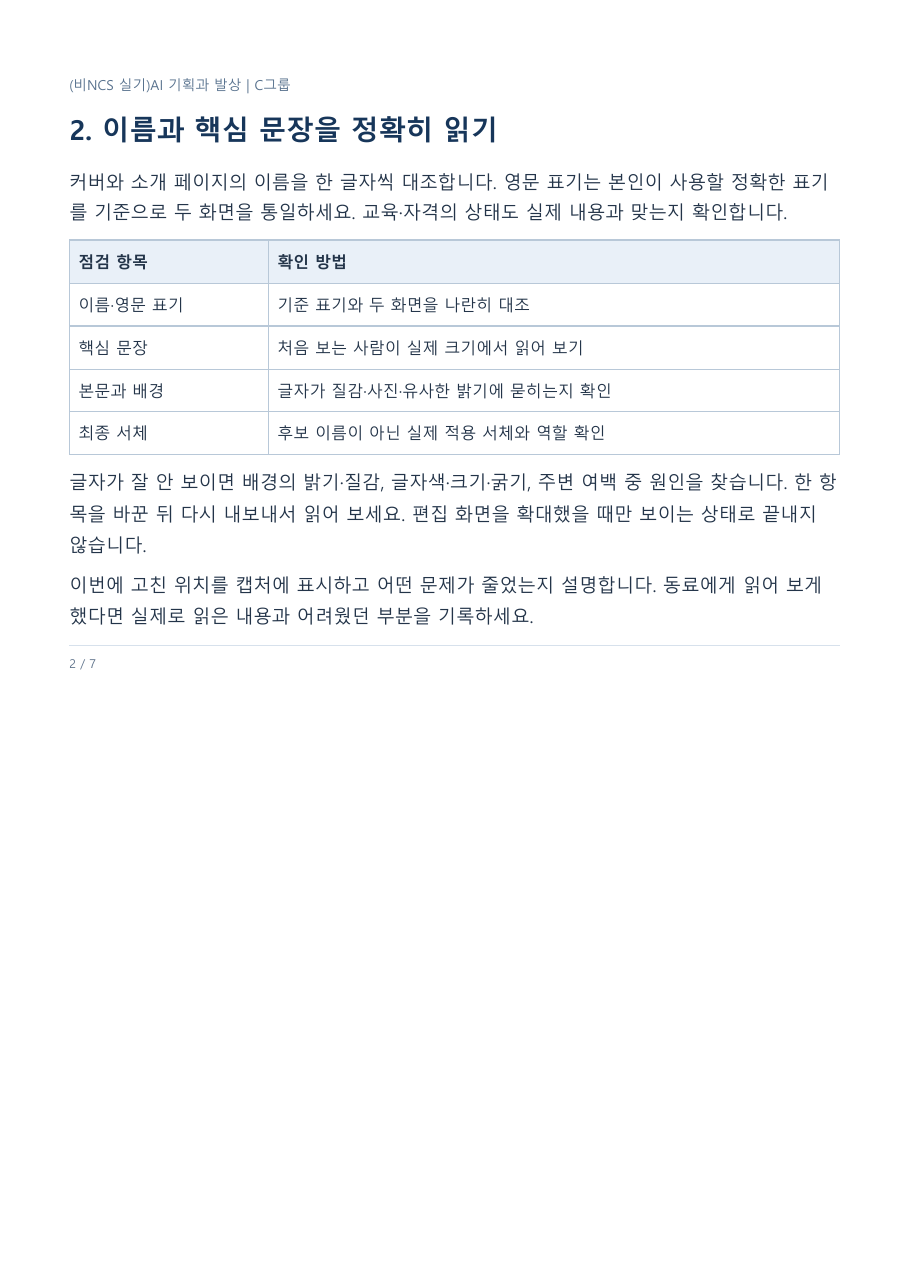 (비NCS 실기)AI 기획과 발상 | C그룹
2. 이름과 핵심 문장을 정확히 읽기
커버와 소개 페이지의 이름을 한 글자씩 대조합니다. 영문 표기는 본인이 사용할 정확한 표기
를 기준으로 두 화면을 통일하세요. 교육·자격의 상태도 실제 내용과 맞는지 확인합니다.
점검 항목 확인 방법
이름·영문 표기 기준 표기와 두 화면을 나란히 대조
핵심 문장 처음 보는 사람이 실제 크기에서 읽어 보기
본문과 배경 글자가 질감·사진·유사한 밝기에 묻히는지 확인
최종 서체 후보 이름이 아닌 실제 적용 서체와 역할 확인
글자가 잘 안 보이면 배경의 밝기·질감, 글자색·크기·굵기, 주변 여백 중 원인을 찾습니다. 한 항
목을 바꾼 뒤 다시 내보내서 읽어 보세요. 편집 화면을 확대했을 때만 보이는 상태로 끝내지
않습니다.
이번에 고친 위치를 캡처에 표시하고 어떤 문제가 줄었는지 설명합니다. 동료에게 읽어 보게
했다면 실제로 읽은 내용과 어려웠던 부분을 기록하세요.
2 / 7